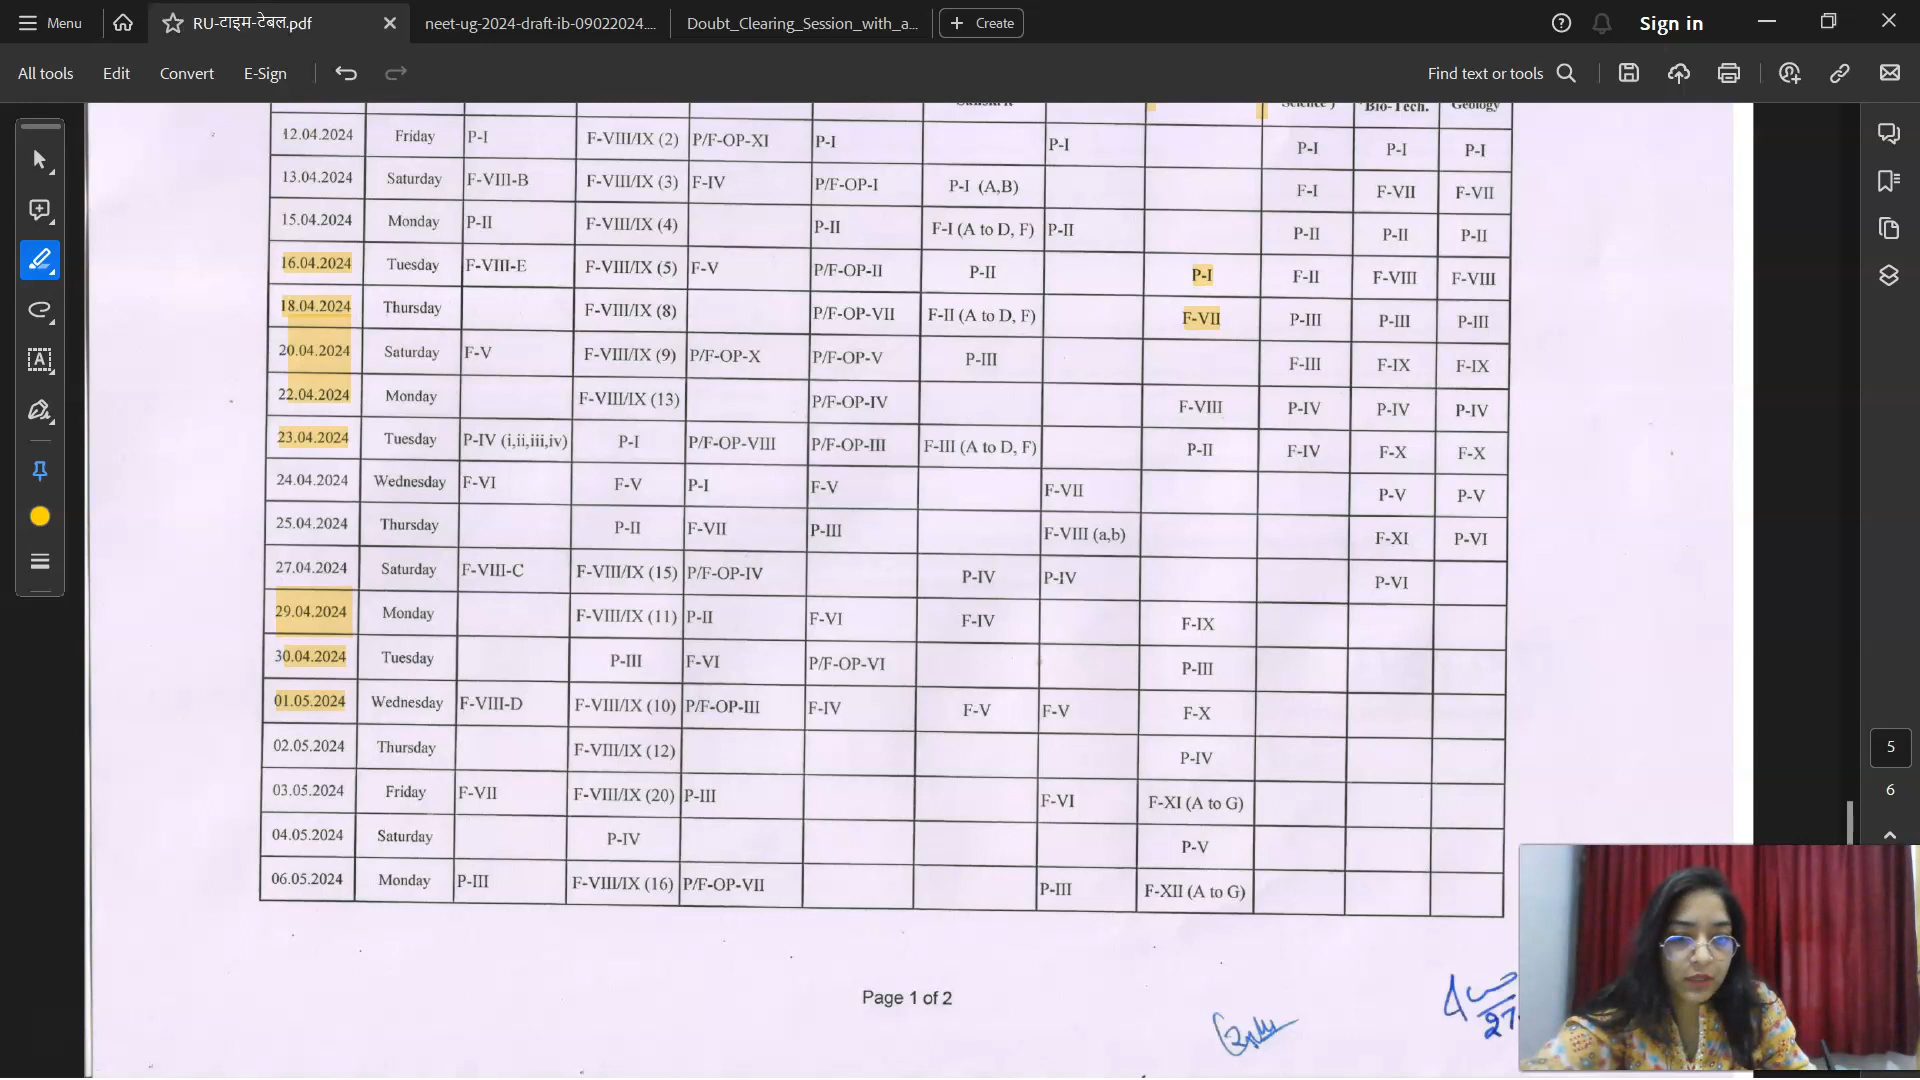 Menu RU-टाइम-टेबल.pdf neet-ug-2024-draft-ib-09022024.... Doubt_Clearing_Session_with_a... Create Sign in
All tools Edit Convert E-Sign Find text or tools
Science ) Bio-Tech. Geology
12.04.2024 Friday P-I F-VIII/IX (2) P/F-OP-XI P-I P-I P-I P-I P-I
13.04.2024 Saturday F-VIII-B F-VIII/IX (3) F-IV P/F-OP-I P-I (A,B) F-I F-VII F-VII
15.04.2024 Monday P-II F-VIII/IX (4) P-II F-I (A to D, F) P-II P-II P-II P-II
16.04.2024 Tuesday F-VIII-E F-VIII/IX (5) F-V P/F-OP-II P-II P-I F-II F-VIII F-VIII
18.04.2024 Thursday F-VIII/IX (8) P/F-OP-VII F-II (A to D, F) F-VII P-III P-III P-III
20.04.2024 Saturday F-V F-VIII/IX (9) P/F-OP-X P/F-OP-V P-III F-III F-IX F-IX
22.04.2024 Monday F-VIII/IX (13) P/F-OP-IV F-VIII P-IV P-IV P-IV
23.04.2024 Tuesday P-IV (i,ii,iii,iv) P-I P/F-OP-VIII P/F-OP-III F-III (A to D, F) P-II F-IV F-X F-X
24.04.2024 Wednesday F-VI F-V P-I F-V F-VII P-V P-V
25.04.2024 Thursday P-II F-VII P-III F-VIII (a,b) F-XI P-VI
27.04.2024 Saturday F-VIII-C F-VIII/IX (15) P/F-OP-IV P-IV P-IV P-VI
29.04.2024 Monday F-VIII/IX (11) P-II F-VI F-IV F-IX
30.04.2024 Tuesday P-III F-VI P/F-OP-VI P-III
01.05.2024 Wednesday F-VIII-D F-VIII/IX (10) P/F-OP-III F-IV F-V F-V F-X
02.05.2024 Thursday F-VIII/IX (12) P-IV
03.05.2024 Friday F-VII F-VIII/IX (20) P-III F-VI F-XI (A to G)
04.05.2024 Saturday P-IV P-V
06.05.2024 Monday P-III F-VIII/IX (16) P/F-OP-VII P-III F-XII (A to G)
Page 1 of 2
27
5
6